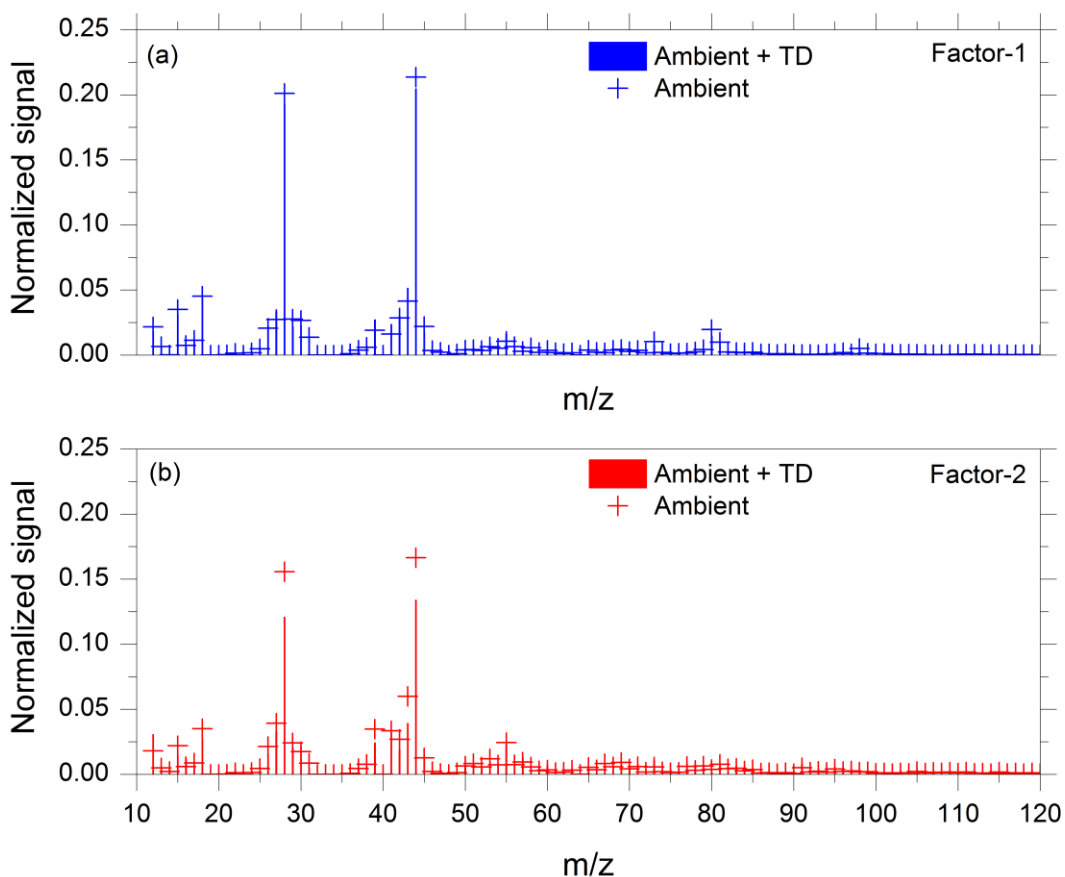 (a)
Ambient + TD
Factor-1
Ambient
Normalized signal
0.25
0.20
0.15
0.10
0.05
0.00
m/z
(b)
Ambient + TD
Factor-2
Ambient
Normalized signal
0.25
0.20
0.15
0.10
0.05
0.00
10 20 30 40 50 60 70 80 90 100 110 120
m/z